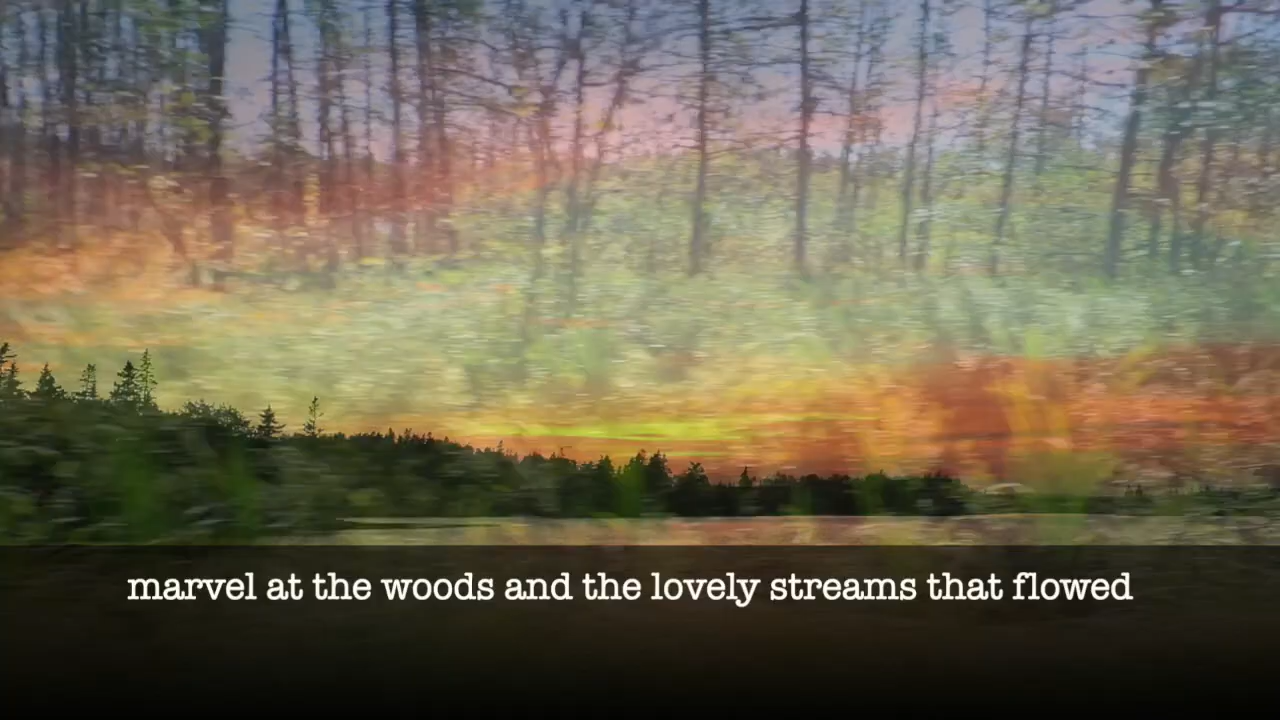 marvel at the woods and the lovely streams that flowed